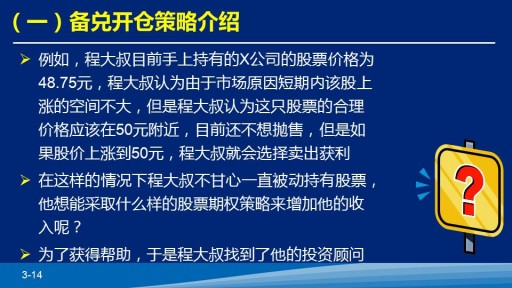 （一）备兑开仓策略介绍
例如，程大叔目前手上持有的X公司的股票价格为
48.75元，程大叔认为由于市场原因短期内该股上
涨的空间不大，但是程大叔认为这只股票的合理
价格应该在50元附近，目前还不想抛售，但是如
果股价上涨到50元，程大叔就会选择卖出获利
在这样的情况下程大叔不甘心一直被动持有股票，
他想能采取什么样的股票期权策略来增加他的收
入呢？
为了获得帮助，于是程大叔找到了他的投资顾问
3-14
?